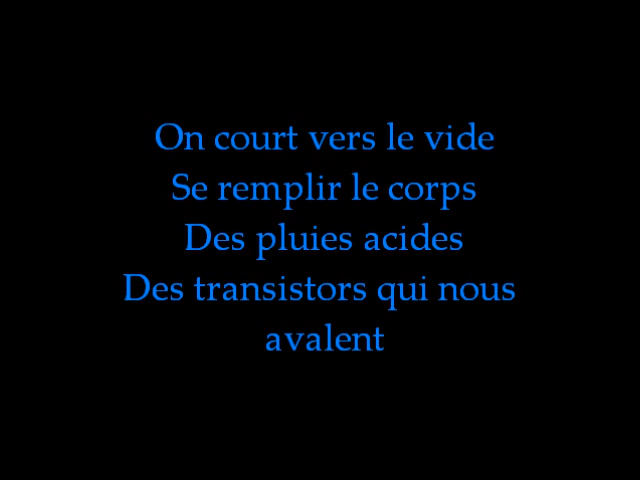 On court vers le vide
Se remplir le corps
Des pluies acides
Des transistors qui nous
avalent